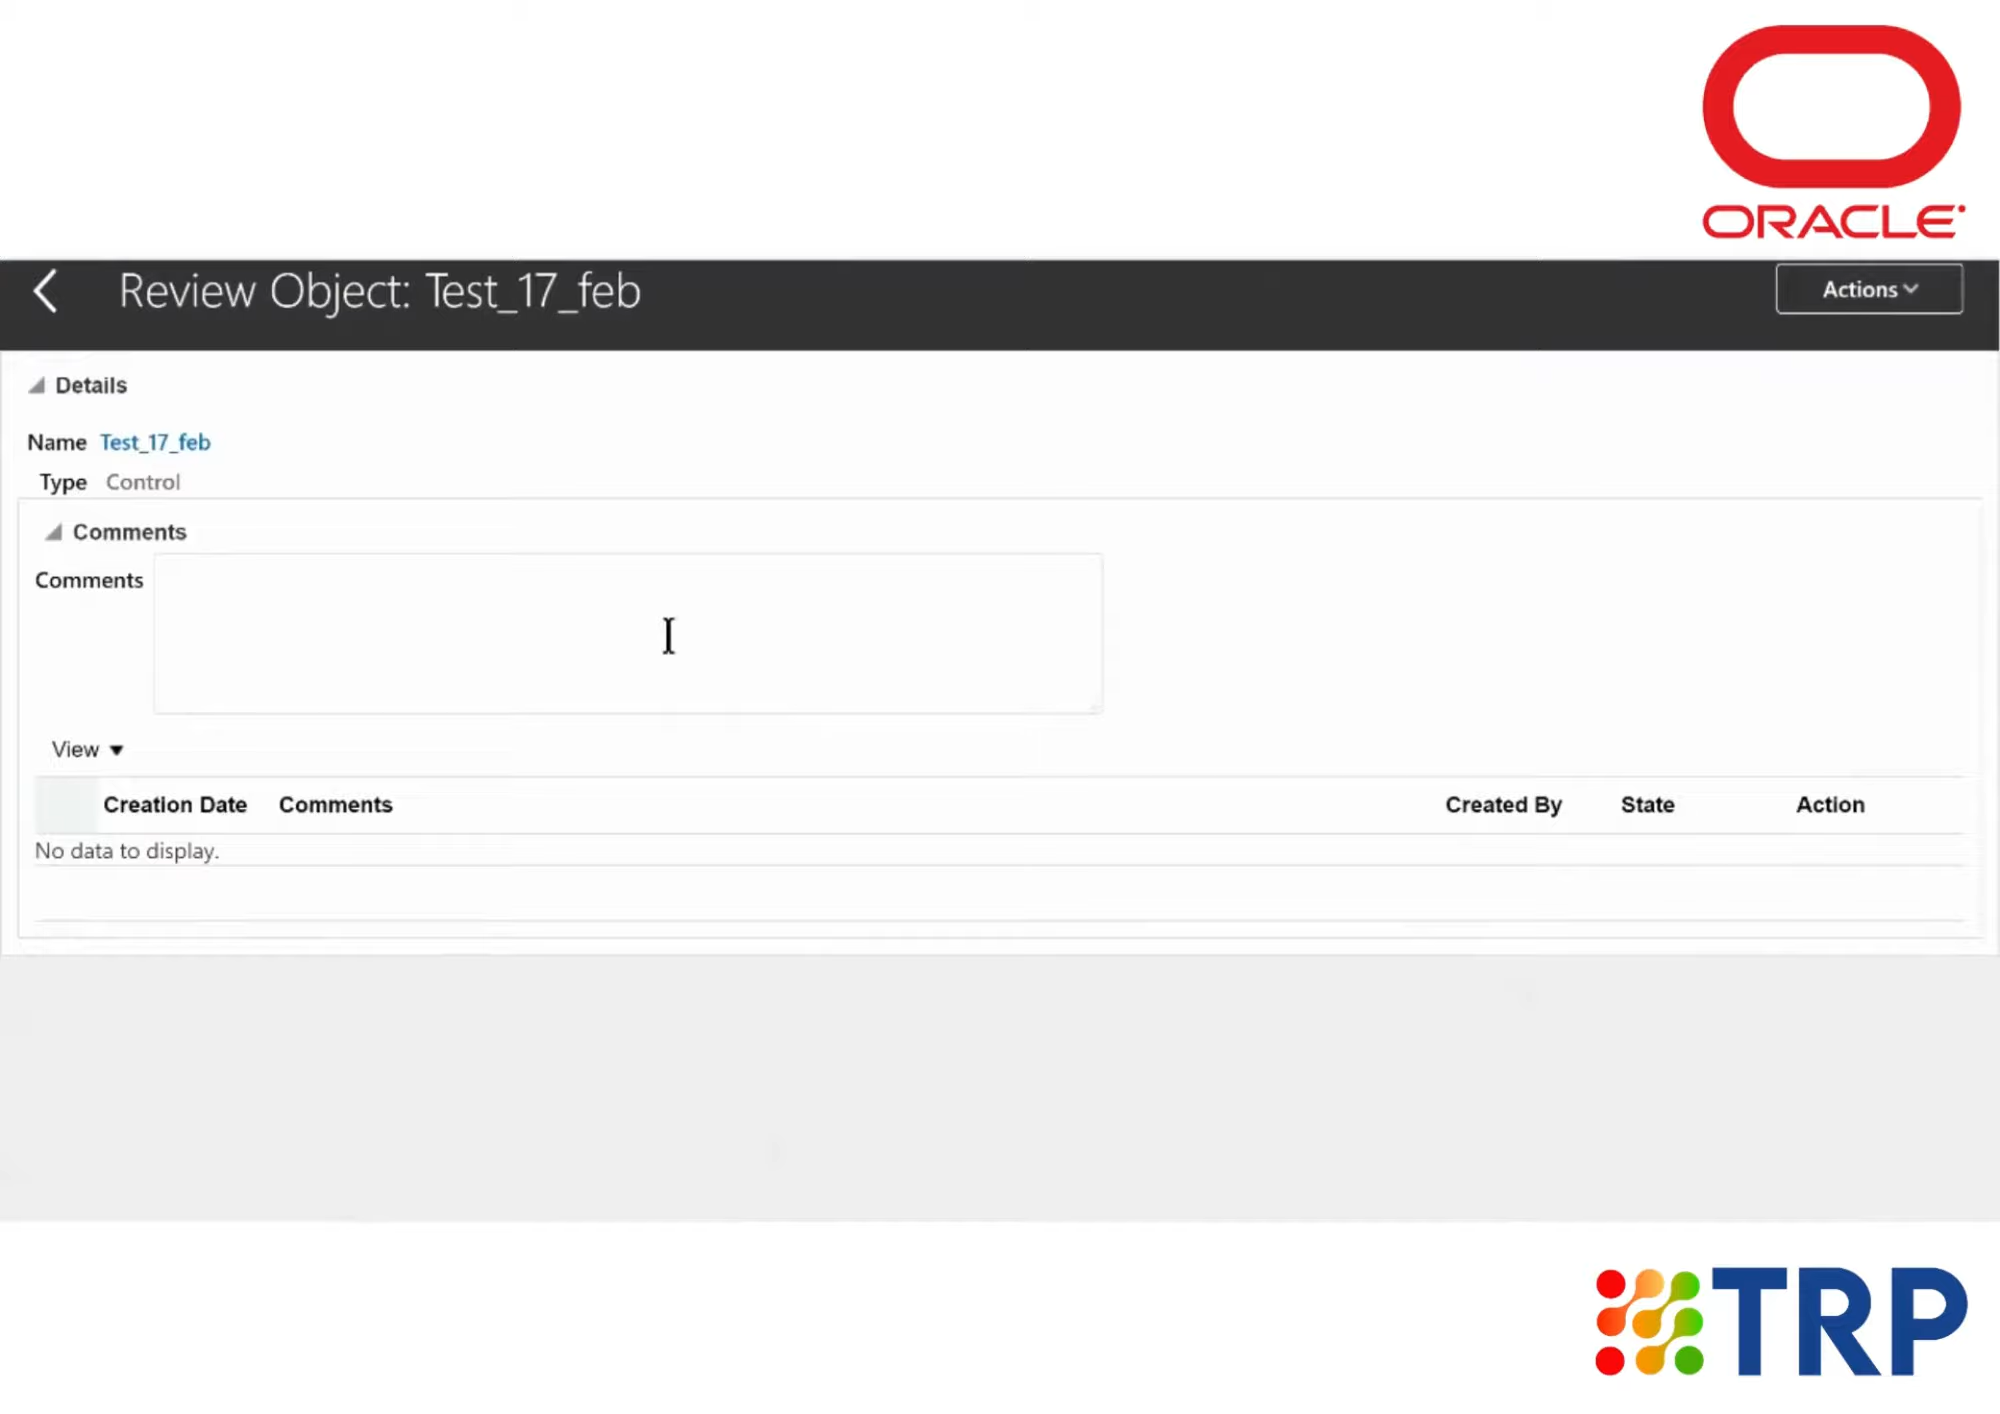 ORACLE
Review Object: Test_17_feb
Actions
Details
Name Test_17_feb
Type Control
Comments
Comments
View
Creation Date Comments Created By State Action
No data to display.
TRP